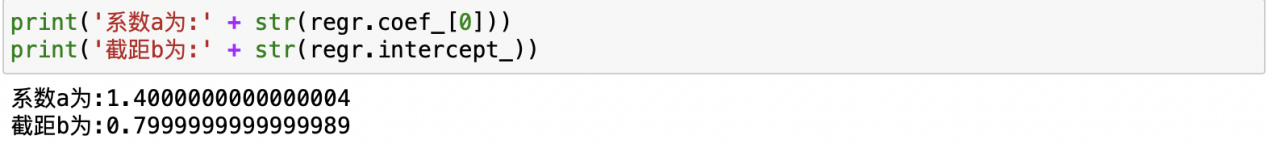 print('系数a为:' + str(regr.coef_[0]))
print('截距b为:' + str(regr.intercept_))
系数a为:1.4000000000000004
截距b为:0.7999999999999989